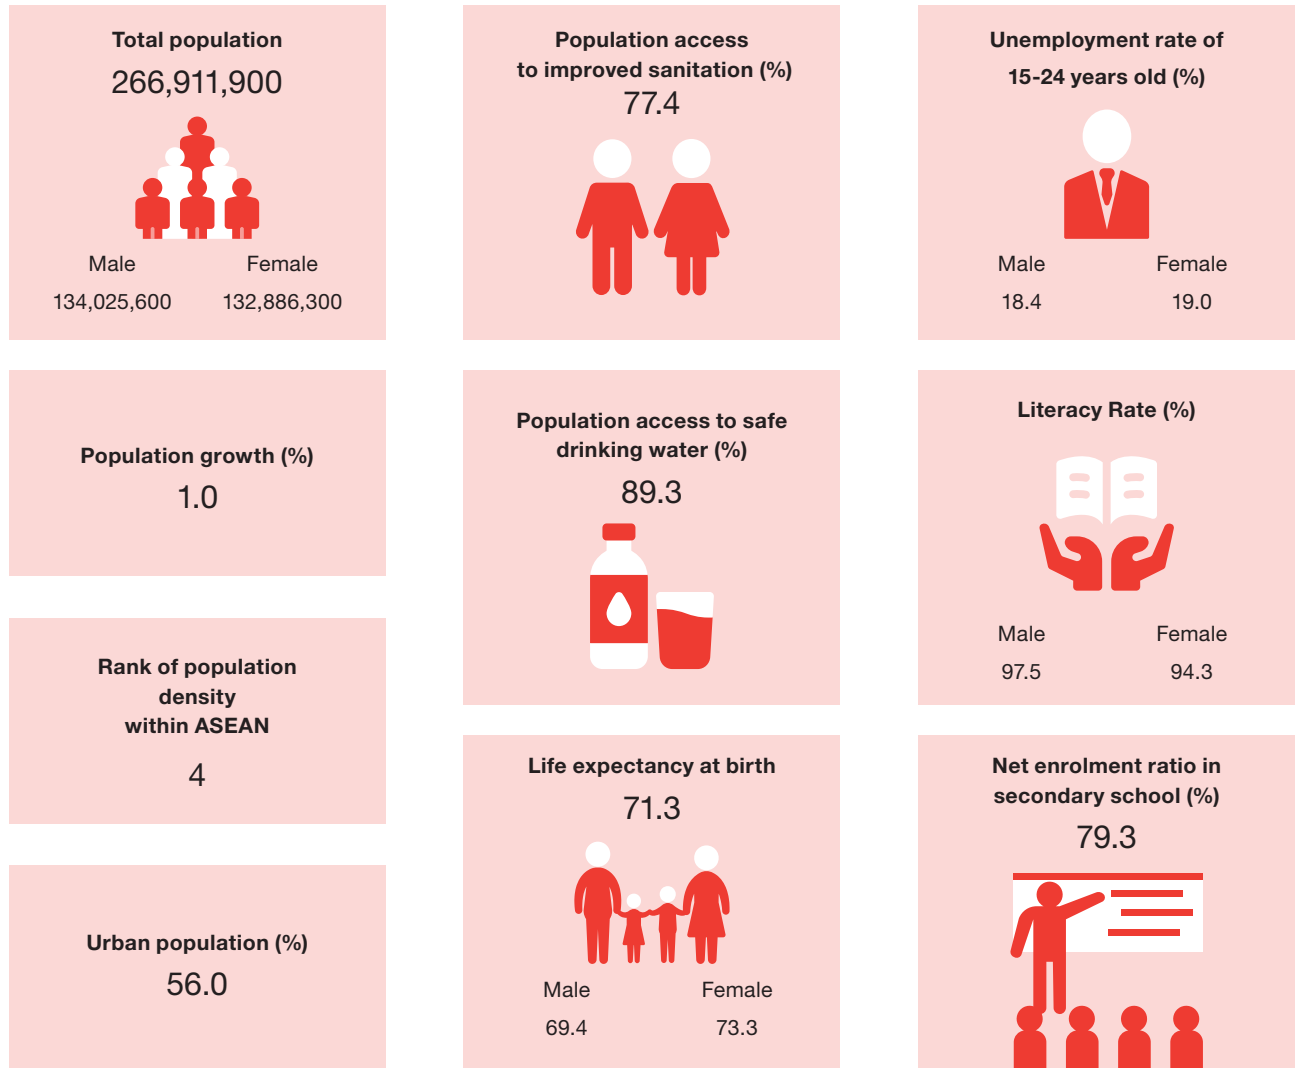 Total population
266,911,900
Male Female
134,025,600 132,886,300
Population growth (%)
1.0
Rank of population
density
within ASEAN
4
Urban population (%)
56.0
Population access
to improved sanitation (%)
77.4
Population access to safe
drinking water (%)
89.3
Life expectancy at birth
71.3
Male Female
69.4 73.3
Unemployment rate of
15-24 years old (%)
Male Female
18.4 19.0
Literacy Rate (%)
Male Female
97.5 94.3
Net enrolment ratio in
secondary school (%)
79.3